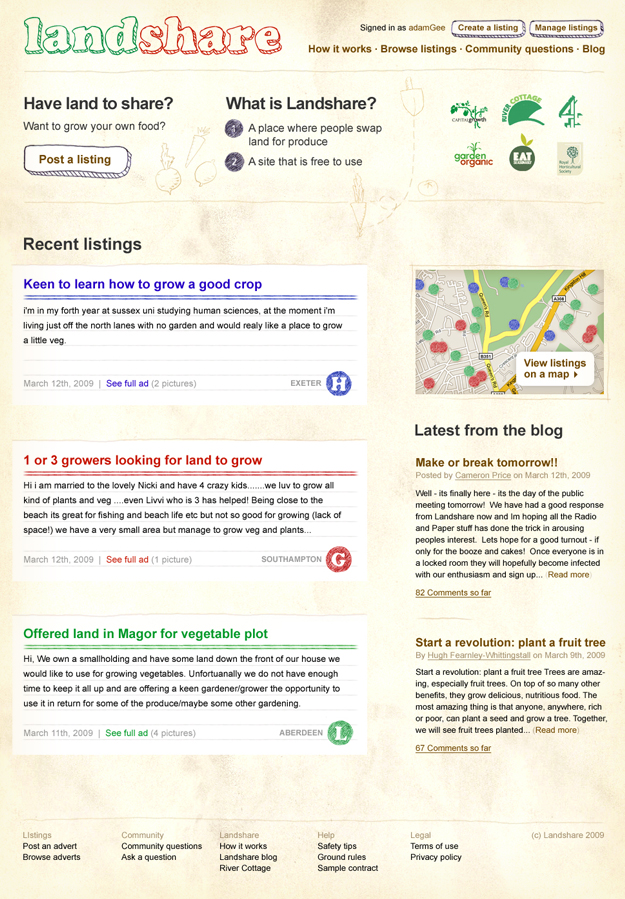 landshare
Signed in as adamGee
Create a listing
Manage listings
How it works · Browse listings · Community questions · Blog
Have land to share?
Want to grow your own food?
Post a listing
What is Landshare?
1 A place where people swap
land for produce
2 A site that is free to use
CAPITAL growth
RIVER COTTAGE
4
garden
organic
EAT
Royal
Horticultural
Society
Recent listings
Keen to learn how to grow a good crop
i'm in my forth year at sussex uni studying human sciences, at the moment i'm
living just off the north lanes with no garden and would realy like a place to grow
a little veg.
March 12th, 2009 | See full ad (2 pictures)
EXETER H
1 or 3 growers looking for land to grow
Hi i am married to the lovely Nicki and have 4 crazy kids.......we luv to grow all
kind of plants and veg ....even Livvi who is 3 has helped! Being close to the
beach its great for fishing and beach life etc but not so good for growing (lack of
space!) we have a very small area but manage to grow veg and plants...
March 12th, 2009 | See full ad (1 picture)
SOUTHAMPTON G
Offered land in Magor for vegetable plot
Hi, We own a smallholding and have some land down the front of our house we
would like to use for growing vegetables. Unfortuanally we do not have enough
time to keep it all up and are offering a keen gardener/grower the opportunity to
use it in return for some of the produce/maybe some other gardening.
March 11th, 2009 | See full ad (4 pictures)
ABERDEEN L
Queen's Rd
Kingston Hill
A308
B351
Queen's Rd
View listings
on a map
Latest from the blog
Make or break tomorrow!!
Posted by Cameron Price on March 12th, 2009
Well - its finally here - its the day of the public
meeting tomorrow! We have had a good response
from Landshare now and Im hoping all the Radio
and Paper stuff has done the trick in arousing
peoples interest. Lets hope for a good turnout - if
only for the booze and cakes! Once everyone is in
a locked room they will hopefully become infected
with our enthusiasm and sign up... (Read more)
82 Comments so far
Start a revolution: plant a fruit tree
By Hugh Fearnley-Whittingstall on March 9th, 2009
Start a revolution: plant a fruit tree Trees are amaz-
ing, especially fruit trees. On top of so many other
benefits, they grow delicious, nutritious food. The
most amazing thing is that anyone, anywhere, rich
or poor, can plant a seed and grow a tree. Together,
we will see fruit trees planted... (Read more)
67 Comments so far
Listings
Post an advert
Browse adverts
Community
Community questions
Ask a question
Landshare
How it works
Landshare blog
River Cottage
Help
Safety tips
Ground rules
Sample contract
Legal
Terms of use
Privacy policy
(c) Landshare 2009